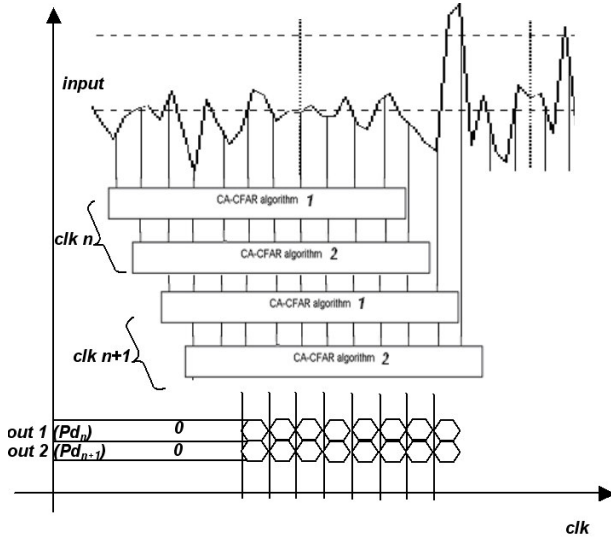 input
CA-CFAR algorithm 1
clk n
CA-CFAR algorithm 2
CA-CFAR algorithm 1
clk n+1
CA-CFAR algorithm 2
out 1 (Pdn) 0
out 2 (Pdn+1) 0
clk